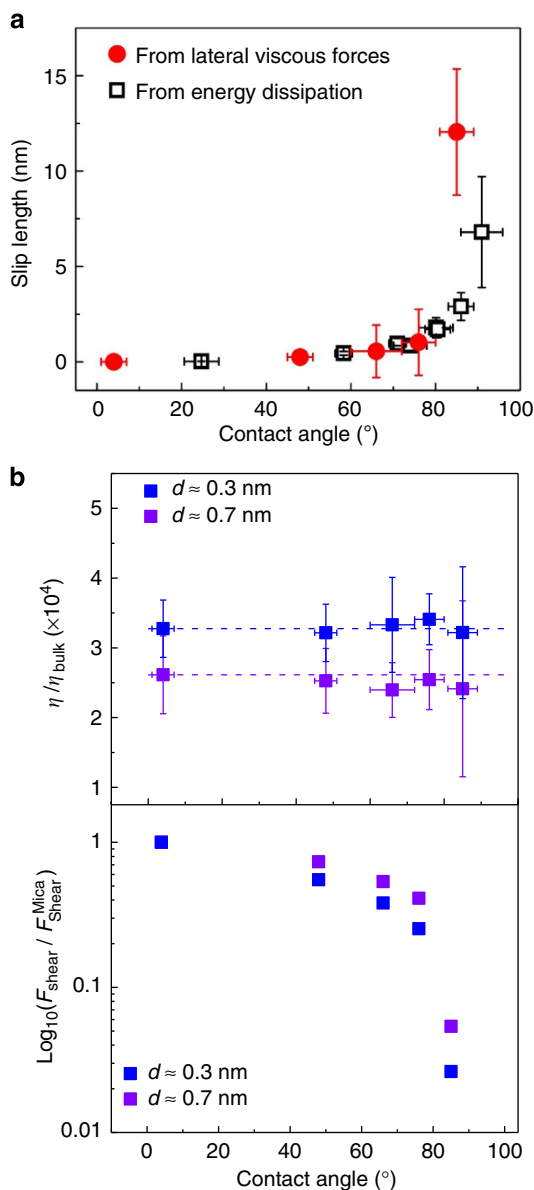 a
From lateral viscous forces
From energy dissipation
15
10
5
0
Slip length (nm)
0 20 40 60 80 100
Contact angle (°)
b
d ≈ 0.3 nm
d ≈ 0.7 nm
5
4
3
2
1
η /η bulk (×10⁴)
1
0.1
0.01
Log₁₀(F shear / F Mica Shear)
d ≈ 0.3 nm
d ≈ 0.7 nm
0 20 40 60 80 100
Contact angle (°)